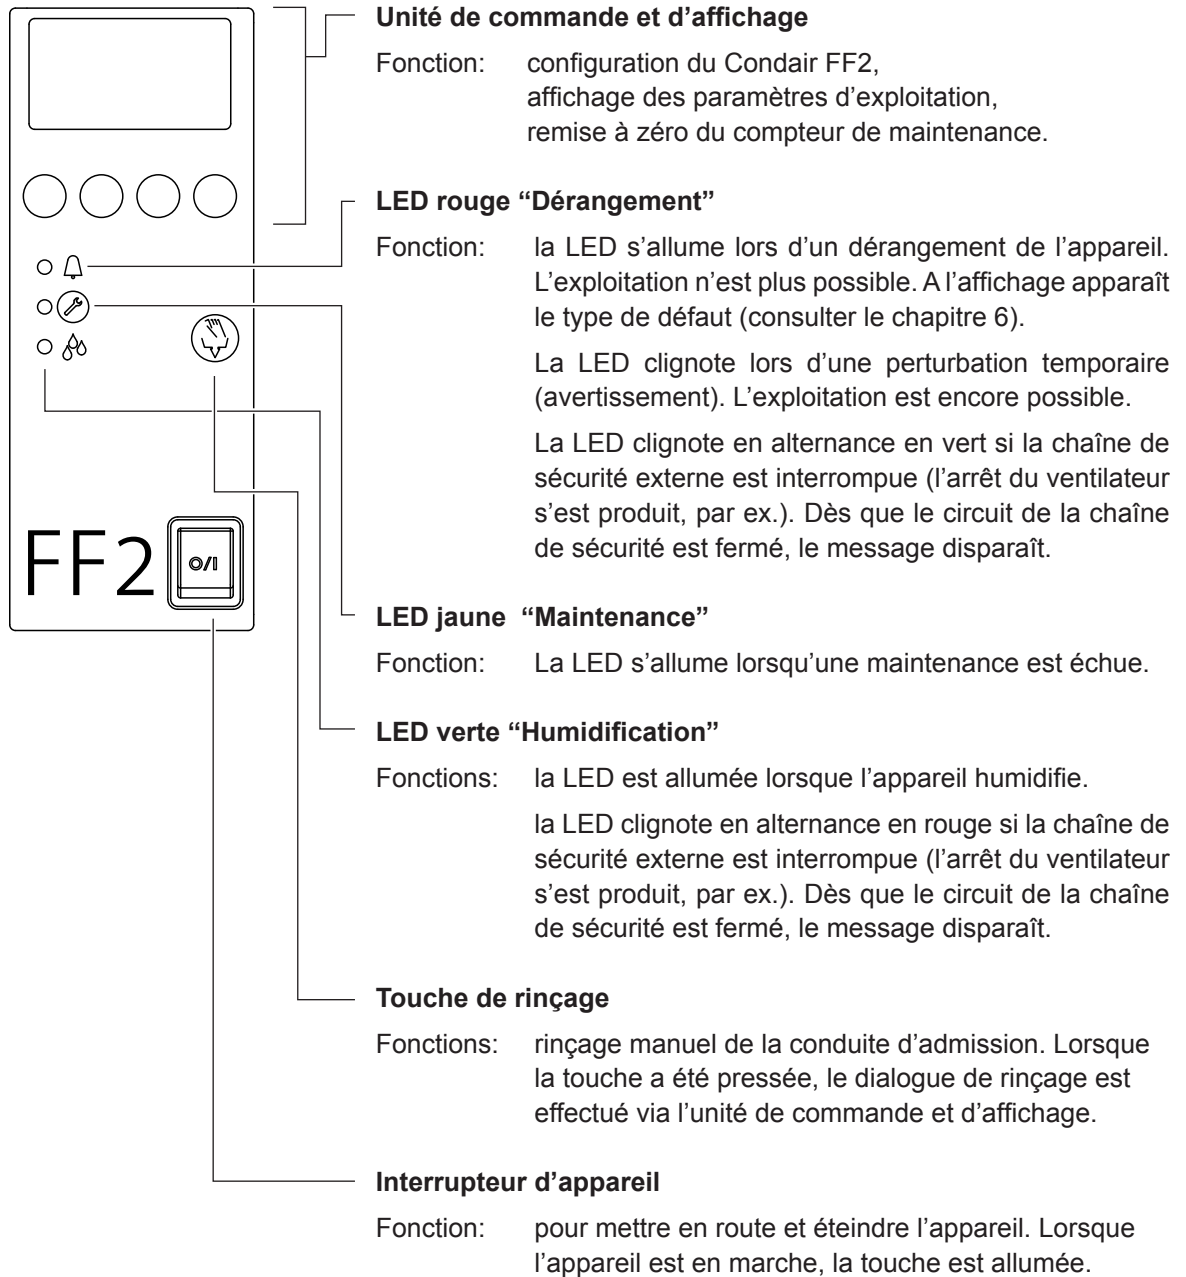 Unité de commande et d’affichage
Fonction: configuration du Condair FF2,
affichage des paramètres d’exploitation,
remise à zéro du compteur de maintenance.
LED rouge “Dérangement”
Fonction: la LED s’allume lors d’un dérangement de l’appareil.
L’exploitation n’est plus possible. A l’affichage apparaît
le type de défaut (consulter le chapitre 6).
La LED clignote lors d’une perturbation temporaire
(avertissement). L’exploitation est encore possible.
La LED clignote en alternance en vert si la chaîne de
sécurité externe est interrompue (l’arrêt du ventilateur
s’est produit, par ex.). Dès que le circuit de la chaîne
de sécurité est fermé, le message disparaît.
FF2
O/I
LED jaune “Maintenance”
Fonction: La LED s’allume lorsqu’une maintenance est échue.
LED verte “Humidification”
Fonctions: la LED est allumée lorsque l’appareil humidifie.
la LED clignote en alternance en rouge si la chaîne de
sécurité externe est interrompue (l’arrêt du ventilateur
s’est produit, par ex.). Dès que le circuit de la chaîne
de sécurité est fermé, le message disparaît.
Touche de rinçage
Fonctions: rinçage manuel de la conduite d’admission. Lorsque
la touche a été pressée, le dialogue de rinçage est
effectué via l’unité de commande et d’affichage.
Interrupteur d’appareil
Fonction: pour mettre en route et éteindre l’appareil. Lorsque
l’appareil est en marche, la touche est allumée.